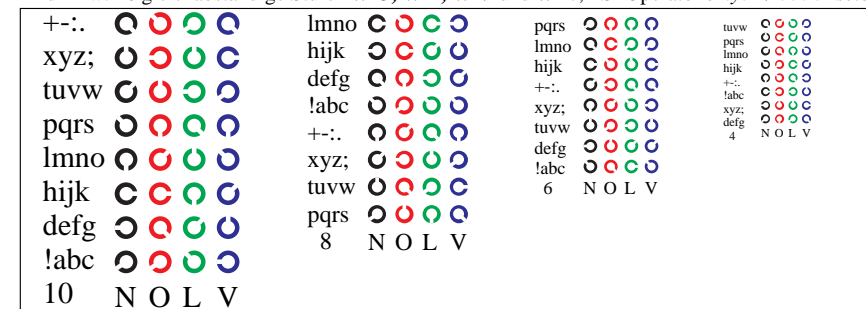 +-:.
xyz;
tuvw
pqrs
lmno
hijk
defg
!abc
10 N O L V
lmno
hijk
defg
!abc
+-:.
xyz;
tuvw
pqrs
8 N O L V
pqrs
lmno
hijk
+-:.
xyz;
tuvw
defg
!abc
6 N O L V
tuvw
pqrs
lmno
hijk
+-:.
!abc
xyz;
defg
4 N O L V